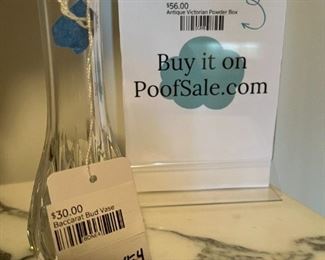 $56.00
Antique Victorian Powder Box
Buy it on
PoofSale.com
$30.00
Baccarat Bud Vase